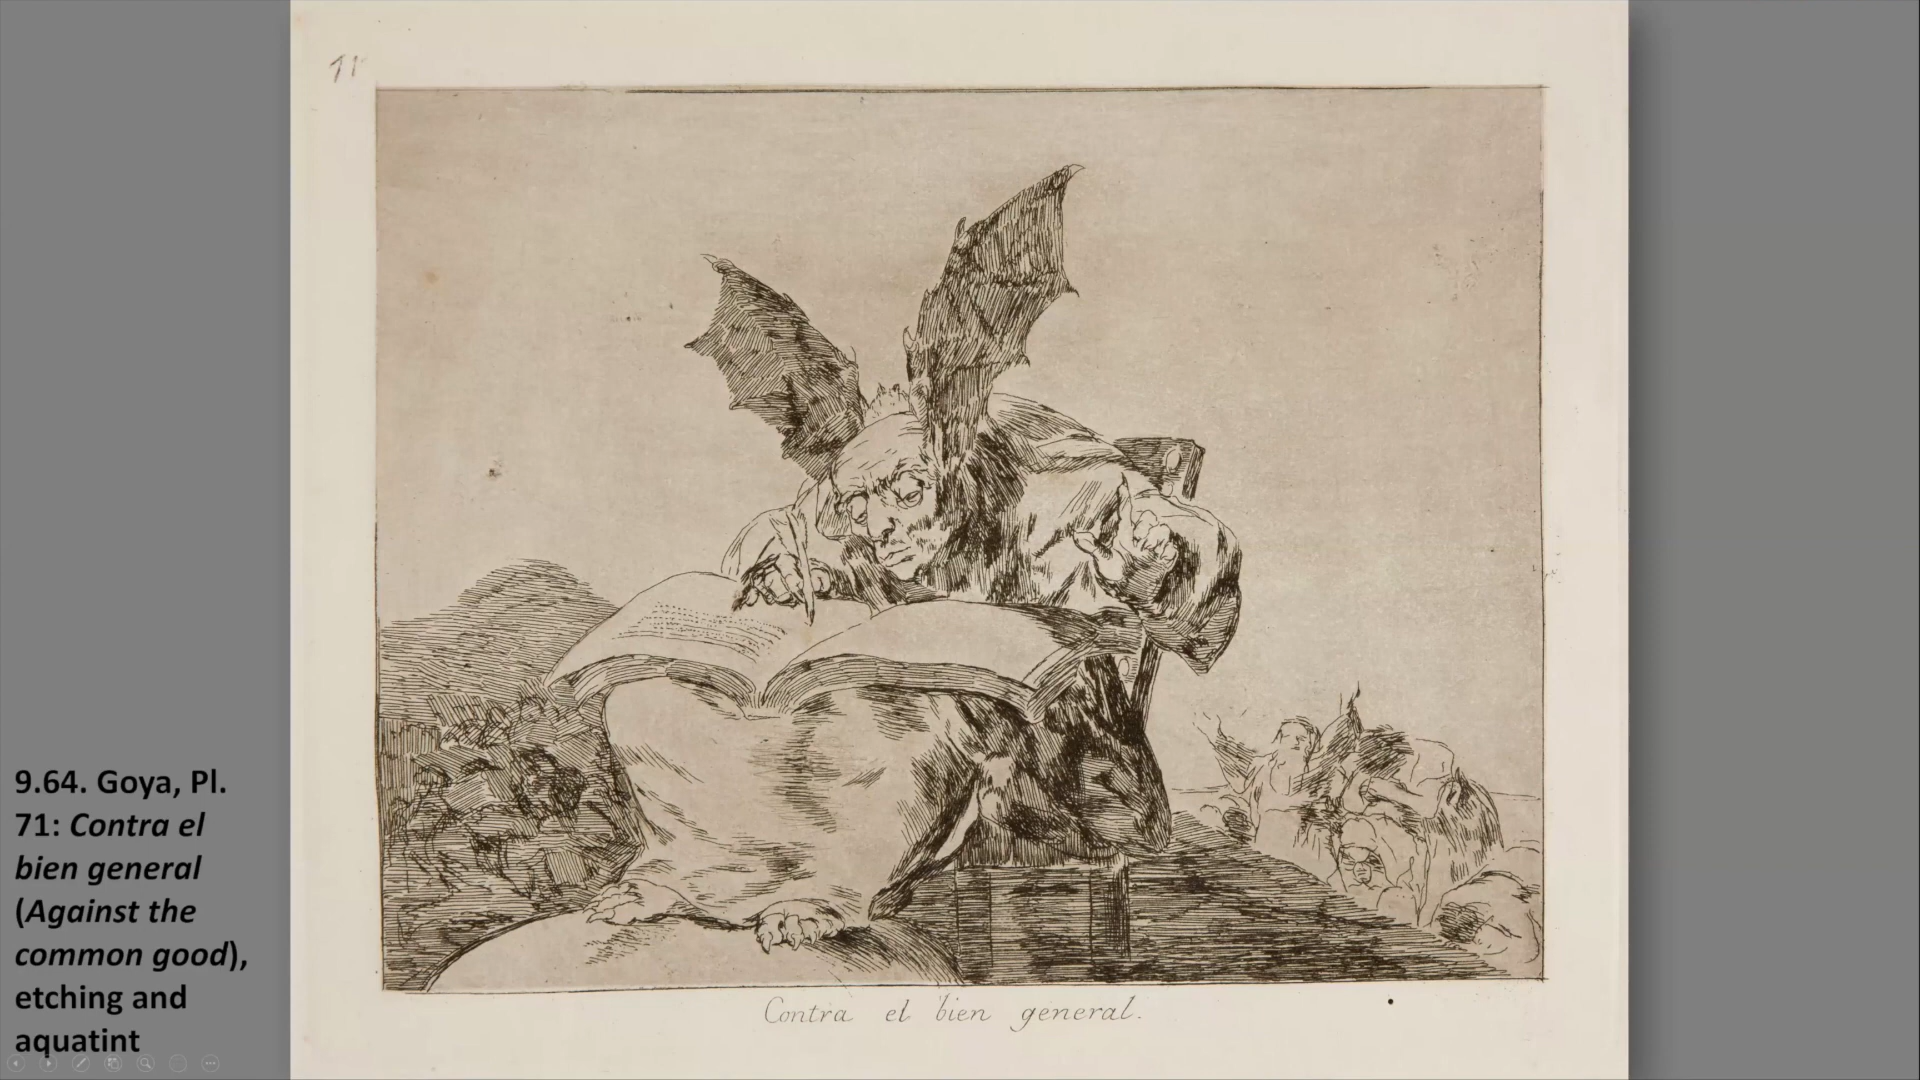 71
9.64. Goya, Pl.
71: Contra el
bien general
(Against the
common good),
etching and
aquatint
Contra el bien general.